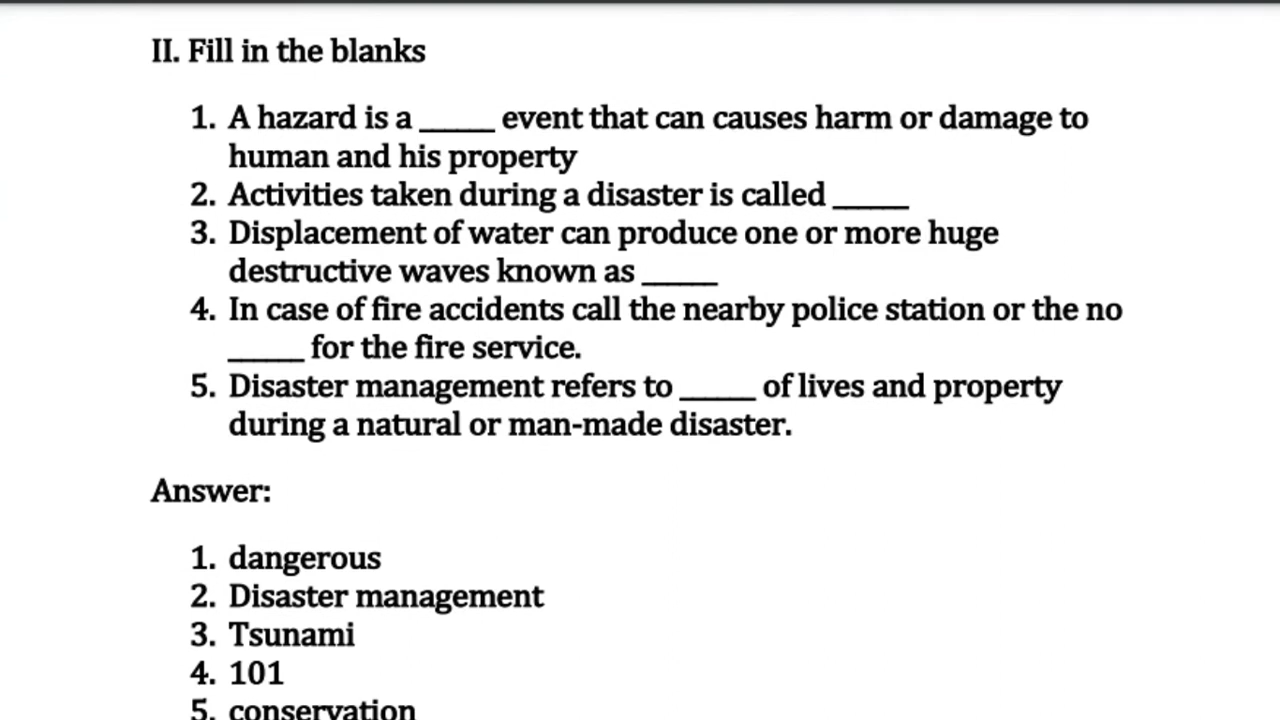 II. Fill in the blanks
1. A hazard is a _____ event that can causes harm or damage to
human and his property
2. Activities taken during a disaster is called _____
3. Displacement of water can produce one or more huge
destructive waves known as _____
4. In case of fire accidents call the nearby police station or the no
_____ for the fire service.
5. Disaster management refers to _____ of lives and property
during a natural or man-made disaster.
Answer:
1. dangerous
2. Disaster management
3. Tsunami
4. 101
5. conservation